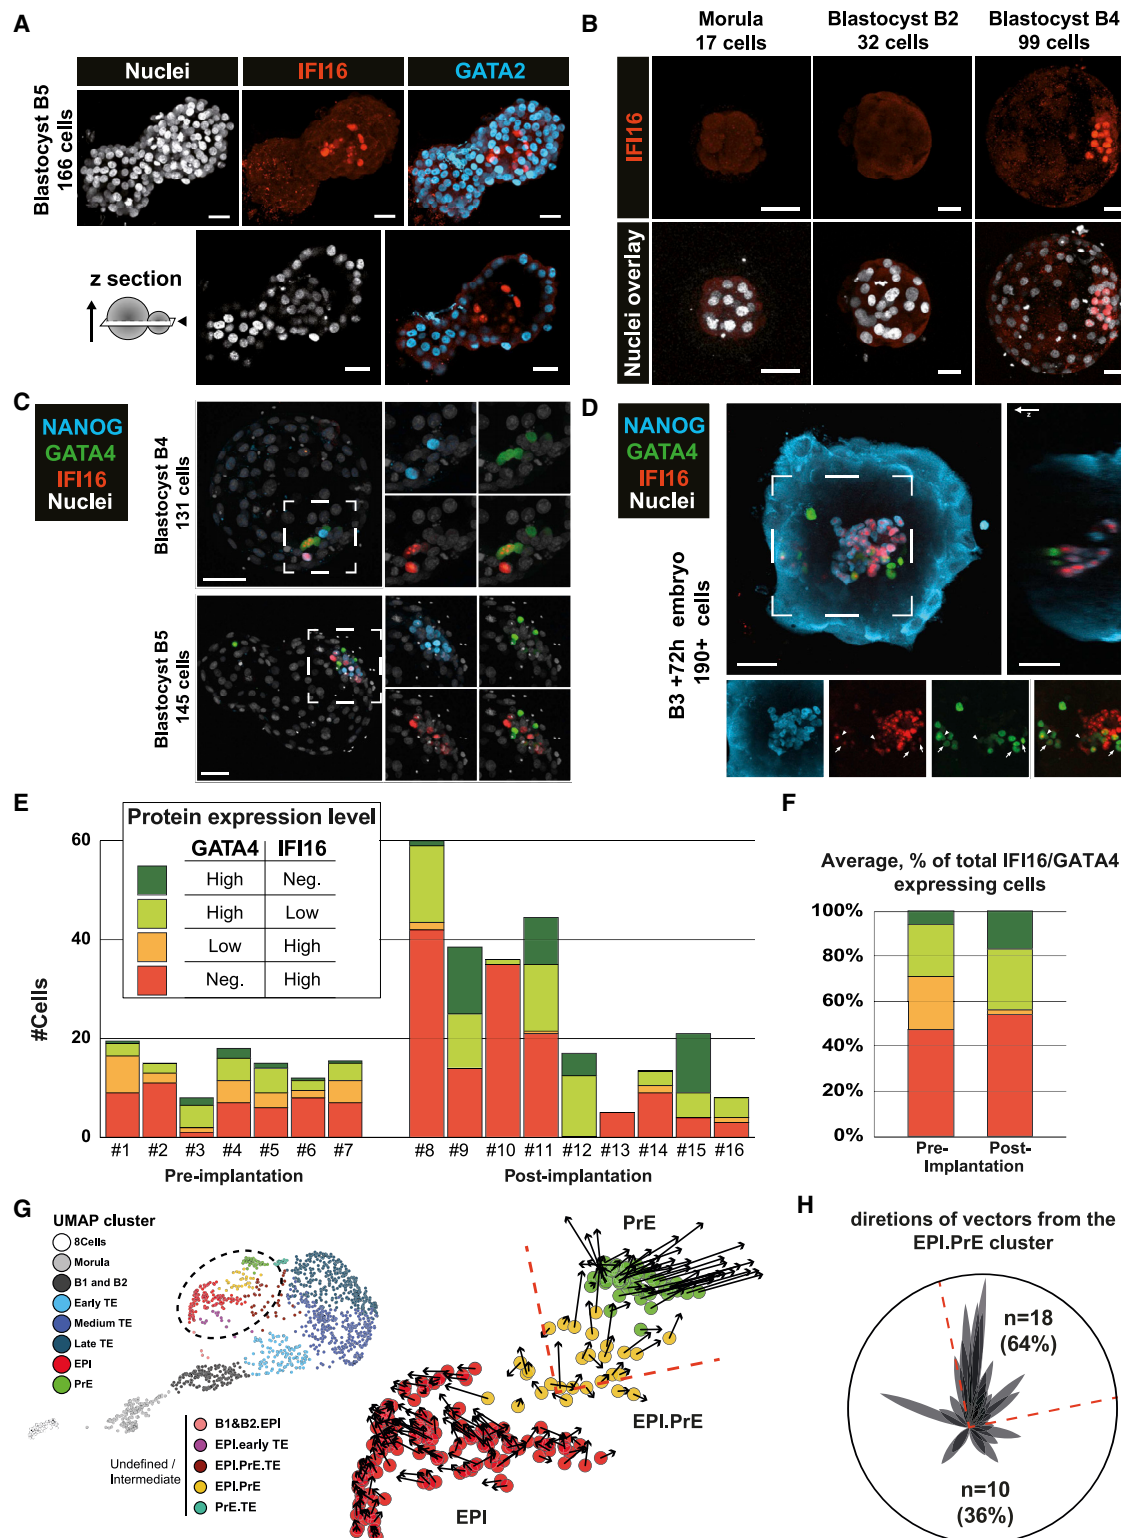 A
Nuclei
IFI16
GATA2
Blastocyst B5
166 cells
z section
B
Morula
17 cells
Blastocyst B2
32 cells
Blastocyst B4
99 cells
IFI16
Nuclei overlay
C
NANOG
GATA4
IFI16
Nuclei
Blastocyst B4
131 cells
Blastocyst B5
145 cells
D
NANOG
GATA4
IFI16
Nuclei
B3 +72h embryo
190+ cells
z
E
Protein expression level
GATA4 IFI16
High Neg.
High Low
Low High
Neg. High
#Cells
60
40
20
0
#1 #2 #3 #4 #5 #6 #7 #8 #9 #10 #11 #12 #13 #14 #15 #16
Pre-implantation
Post-implantation
F
Average, % of total IFI16/GATA4
expressing cells
100%
80%
60%
40%
20%
0%
Pre- Post-
Implantation
G
UMAP cluster
8Cells
Morula
B1 and B2
Early TE
Medium TE
Late TE
EPI
PrE
Undefined /
Intermediate
B1&B2.EPI
EPI.early TE
EPI.PrE.TE
EPI.PrE
PrE.TE
PrE
EPI.PrE
EPI
H
diretions of vectors from the
EPI.PrE cluster
n=18
(64%)
n=10
(36%)